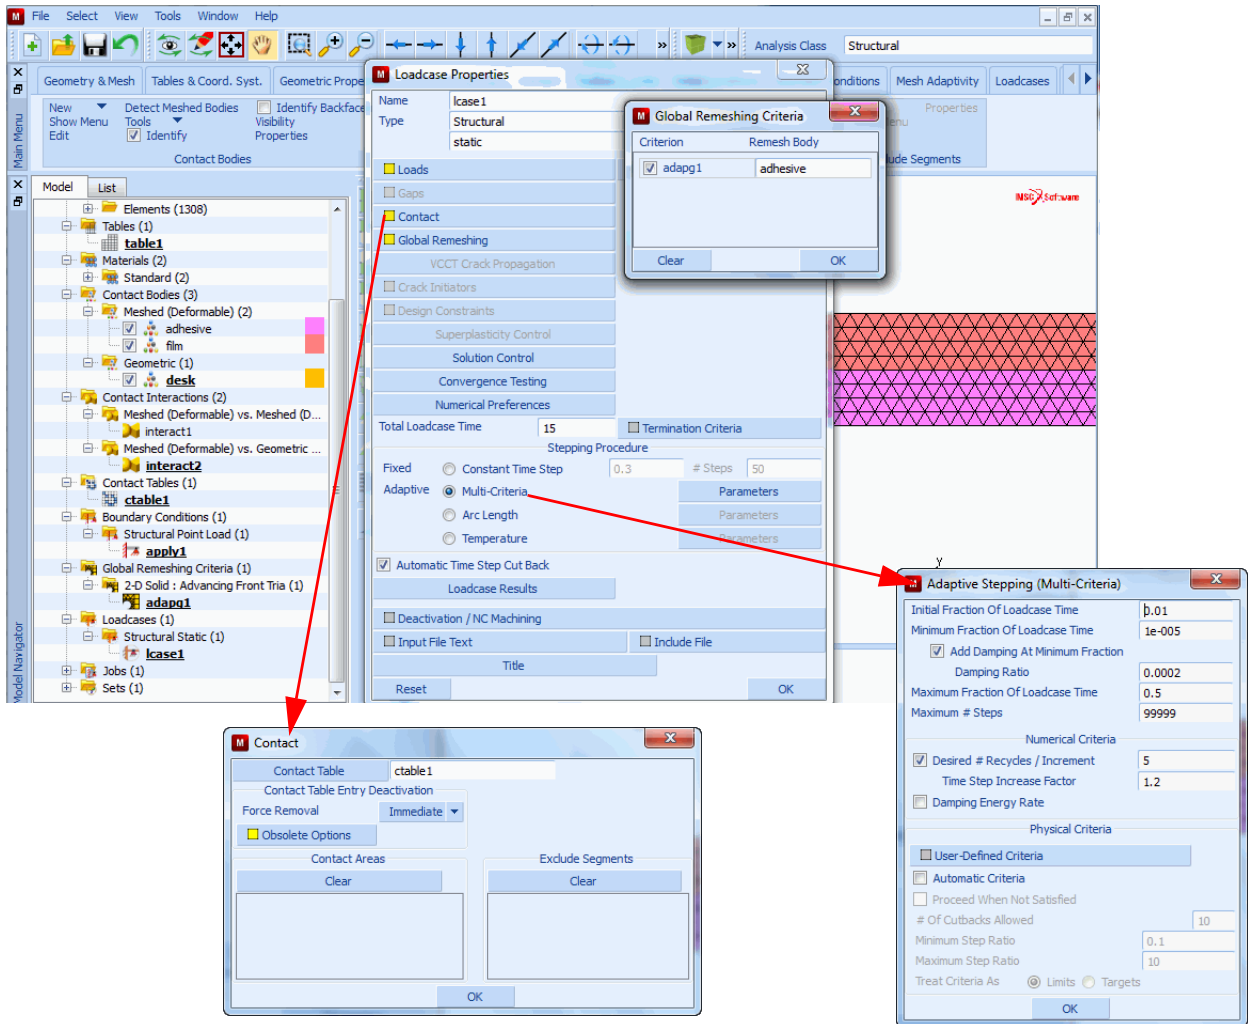 File Select View Tools Window Help
Analysis Class Structural
Geometry & Mesh Tables & Coord. Syst. Geometric Prope
onditions Mesh Adaptivity Loadcases
Main Menu
New Detect Meshed Bodies Identify Backface
Show Menu Tools Visibility
Edit Identify Properties
Contact Bodies
Properties
enu
ude Segments
Model List
Model Navigator
Elements (1308)
Tables (1)
table1
Materials (2)
Standard (2)
Contact Bodies (3)
Meshed (Deformable) (2)
adhesive
film
Geometric (1)
desk
Contact Interactions (2)
Meshed (Deformable) vs. Meshed (D...
interact1
Meshed (Deformable) vs. Geometric ...
interact2
Contact Tables (1)
ctable1
Boundary Conditions (1)
Structural Point Load (1)
apply1
Global Remeshing Criteria (1)
2-D Solid : Advancing Front Tria (1)
adapg1
Loadcases (1)
Structural Static (1)
lcase1
Jobs (1)
Sets (1)
M Loadcase Properties
Name lcase1
Type Structural
static
Loads
Gaps
Contact
Global Remeshing
VCCT Crack Propagation
Crack Initiators
Design Constraints
Superplasticity Control
Solution Control
Convergence Testing
Numerical Preferences
Total Loadcase Time 15 Termination Criteria
Stepping Procedure
Fixed Constant Time Step 0.3 # Steps 50
Adaptive Multi-Criteria Parameters
Arc Length Parameters
Temperature Parameters
Automatic Time Step Cut Back
Loadcase Results
Deactivation / NC Machining
Input File Text Include File
Title
Reset OK
M Global Remeshing Criteria
Criterion Remesh Body
adapg1 adhesive
Clear OK
MSC Software
Y
M Contact
Contact Table ctable1
Contact Table Entry Deactivation
Force Removal Immediate
Obsolete Options
Contact Areas Exclude Segments
Clear Clear
OK
M Adaptive Stepping (Multi-Criteria)
Initial Fraction Of Loadcase Time 0.01
Minimum Fraction Of Loadcase Time 1e-005
Add Damping At Minimum Fraction
Damping Ratio 0.0002
Maximum Fraction Of Loadcase Time 0.5
Maximum # Steps 99999
Numerical Criteria
Desired # Recycles / Increment 5
Time Step Increase Factor 1.2
Damping Energy Rate
Physical Criteria
User-Defined Criteria
Automatic Criteria
Proceed When Not Satisfied
# Of Cutbacks Allowed 10
Minimum Step Ratio 0.1
Maximum Step Ratio 10
Treat Criteria As Limits Targets
OK